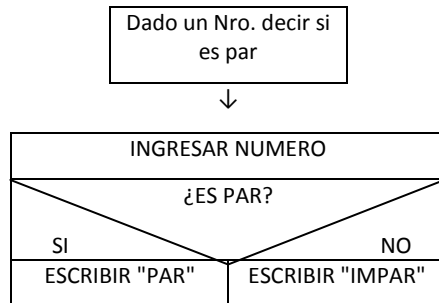 Dado un Nro. decir si
es par
↓
INGRESAR NUMERO
¿ES PAR?
SI NO
ESCRIBIR "PAR" ESCRIBIR "IMPAR"